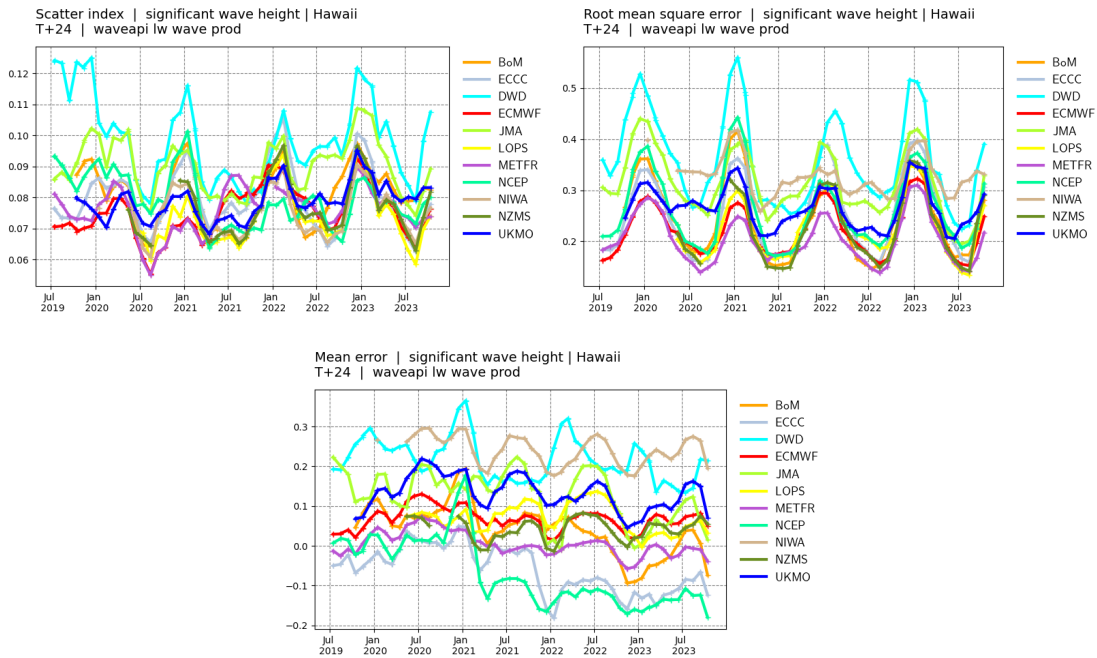 Scatter index | significant wave height | Hawaii
T+24 | waveapi lw wave prod
0.12
0.11
0.10
0.09
0.08
0.07
0.06
Jul 2019
Jan 2020
Jul 2020
Jan 2021
Jul 2021
Jan 2022
Jul 2022
Jan 2023
Jul 2023
BoM
ECCC
DWD
ECMWF
JMA
LOPS
METFR
NCEP
NIWA
NZMS
UKMO
Root mean square error | significant wave height | Hawaii
T+24 | waveapi lw wave prod
0.5
0.4
0.3
0.2
Jul 2019
Jan 2020
Jul 2020
Jan 2021
Jul 2021
Jan 2022
Jul 2022
Jan 2023
Jul 2023
BoM
ECCC
DWD
ECMWF
JMA
LOPS
METFR
NCEP
NIWA
NZMS
UKMO
Mean error | significant wave height | Hawaii
T+24 | waveapi lw wave prod
0.3
0.2
0.1
0.0
−0.1
−0.2
Jul 2019
Jan 2020
Jul 2020
Jan 2021
Jul 2021
Jan 2022
Jul 2022
Jan 2023
Jul 2023
BoM
ECCC
DWD
ECMWF
JMA
LOPS
METFR
NCEP
NIWA
NZMS
UKMO